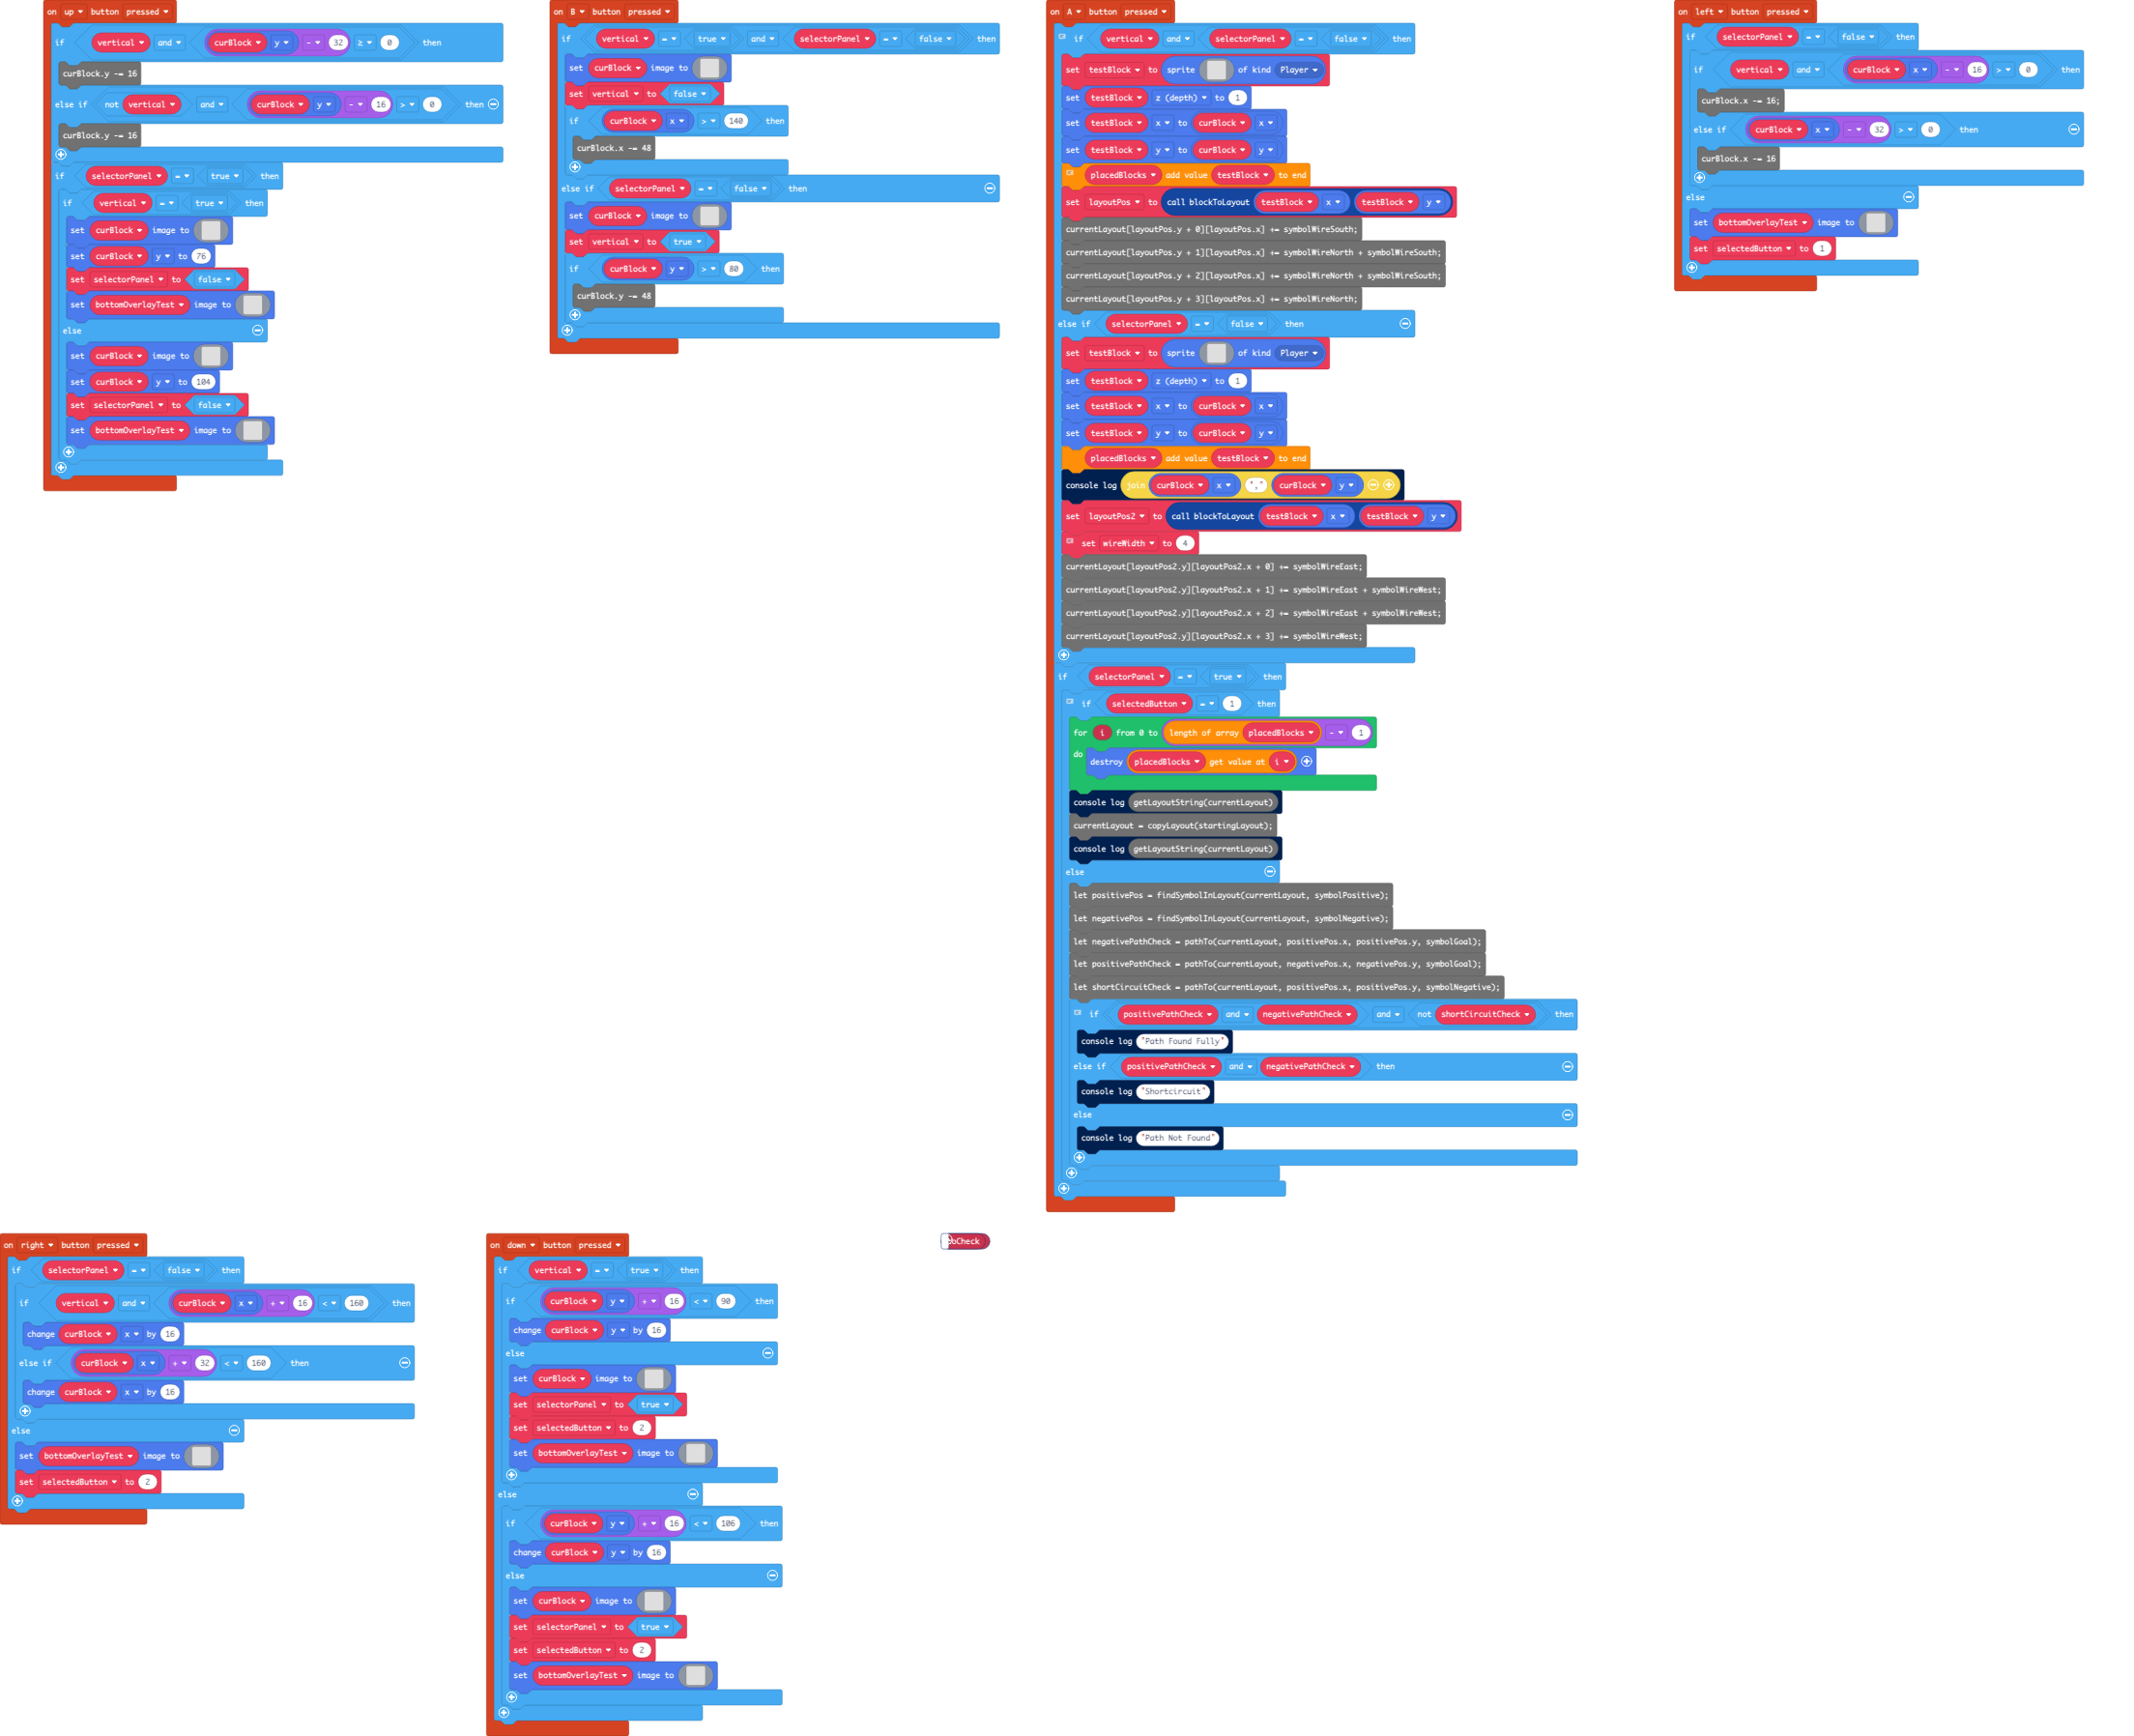 on up button pressed
if vertical and curBlock y - 32 ≥ 0 then
curBlock.y -= 16
else if not vertical and curBlock y - 16 > 0 then
curBlock.y -= 16
if selectorPanel = true then
if vertical = true then
set curBlock image to
set curBlock y to 76
set selectorPanel to false
set bottomOverlayTest image to
else
set curBlock image to
set curBlock y to 104
set selectorPanel to false
set bottomOverlayTest image to
on B button pressed
if vertical = true and selectorPanel = false then
set curBlock image to
set vertical to false
if curBlock x > 140 then
curBlock.x -= 48
else if selectorPanel = false then
set curBlock image to
set vertical to true
if curBlock y > 80 then
curBlock.y -= 48
on A button pressed
if vertical and selectorPanel = false then
set testBlock to sprite of kind Player
set testBlock z (depth) to 1
set testBlock x to curBlock x
set testBlock y to curBlock y
placedBlocks add value testBlock to end
set layoutPos to call blockToLayout testBlock x testBlock y
currentLayout[layoutPos.y + 0][layoutPos.x] += symbolWireSouth;
currentLayout[layoutPos.y + 1][layoutPos.x] += symbolWireNorth + symbolWireSouth;
currentLayout[layoutPos.y + 2][layoutPos.x] += symbolWireNorth + symbolWireSouth;
currentLayout[layoutPos.y + 3][layoutPos.x] += symbolWireNorth;
else if selectorPanel = false then
set testBlock to sprite of kind Player
set testBlock z (depth) to 1
set testBlock x to curBlock x
set testBlock y to curBlock y
placedBlocks add value testBlock to end
console log join curBlock x "," curBlock y
set layoutPos2 to call blockToLayout testBlock x testBlock y
set wireWidth to 4
currentLayout[layoutPos2.y][layoutPos2.x + 0] += symbolWireEast;
currentLayout[layoutPos2.y][layoutPos2.x + 1] += symbolWireEast + symbolWireWest;
currentLayout[layoutPos2.y][layoutPos2.x + 2] += symbolWireEast + symbolWireWest;
currentLayout[layoutPos2.y][layoutPos2.x + 3] += symbolWireWest;
if selectorPanel = true then
if selectedButton = 1 then
for i from 0 to length of array placedBlocks - 1
do destroy placedBlocks get value at i
console log getLayoutString(currentLayout)
currentLayout = copyLayout(startingLayout);
console log getLayoutString(currentLayout)
else
let positivePos = findSymbolInLayout(currentLayout, symbolPositive);
let negativePos = findSymbolInLayout(currentLayout, symbolNegative);
let negativePathCheck = pathTo(currentLayout, positivePos.x, positivePos.y, symbolGoal);
let positivePathCheck = pathTo(currentLayout, negativePos.x, negativePos.y, symbolGoal);
let shortCircuitCheck = pathTo(currentLayout, positivePos.x, positivePos.y, symbolNegative);
if positivePathCheck and negativePathCheck and not shortCircuitCheck then
console log "Path Found Fully"
else if positivePathCheck and negativePathCheck then
console log "Shortcircuit"
else
console log "Path Not Found"
on left button pressed
if selectorPanel = false then
if vertical and curBlock x - 16 > 0 then
curBlock.x -= 16;
else if curBlock x - 32 > 0 then
curBlock.x -= 16
else
set bottomOverlayTest image to
set selectedButton to 1
on right button pressed
if selectorPanel = false then
if vertical and curBlock x + 16 < 160 then
change curBlock x by 16
else if curBlock x + 32 < 160 then
change curBlock x by 16
else
set bottomOverlayTest image to
set selectedButton to 2
on down button pressed
if vertical = true then
if curBlock y + 16 < 90 then
change curBlock y by 16
else
set curBlock image to
set selectorPanel to true
set selectedButton to 2
set bottomOverlayTest image to
else
if curBlock y + 16 < 106 then
change curBlock y by 16
else
set curBlock image to
set selectorPanel to true
set selectedButton to 2
set bottomOverlayTest image to